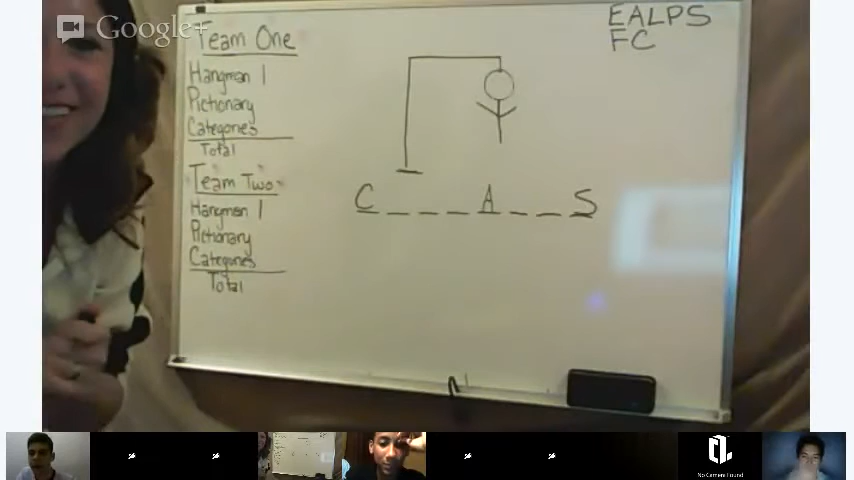 Google+
Team One
Hangman 1
Pictionary
Categories
Total
Team Two
Hangman 1
Pictionary
Categories
Total
EALPS
FC
C _ _ _ A _ _ S
No Camera Found